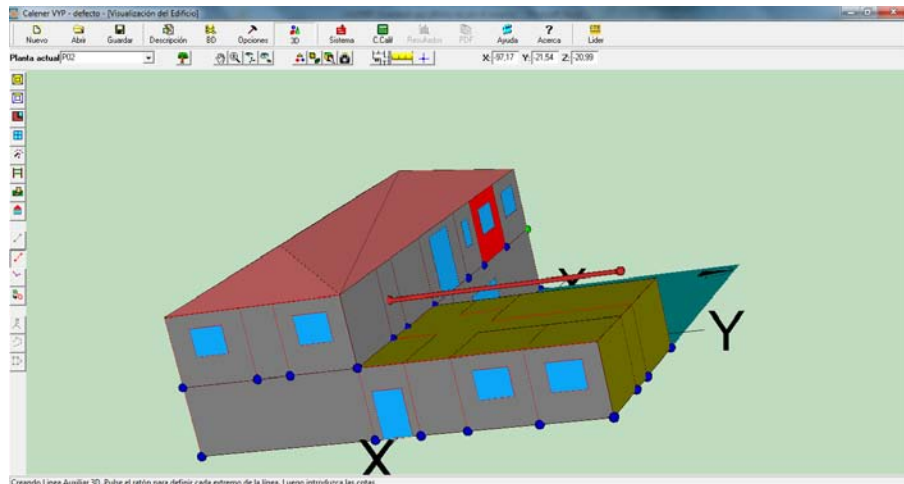 Calener VYP - defecto - [Visualización del Edificio]
Nuevo Abrir Guardar Descripción BD Opciones 3D Sistema C.Calif Resultados PDF Ayuda Acerca Lider
Planta actual P02 X: -97,17 Y: -21,54 Z: -20,99
X
Y
X
Creando Linea Auxiliar 3D. Pulse el ratón para definir cada extremo de la línea. Luego introduzca las cotas.